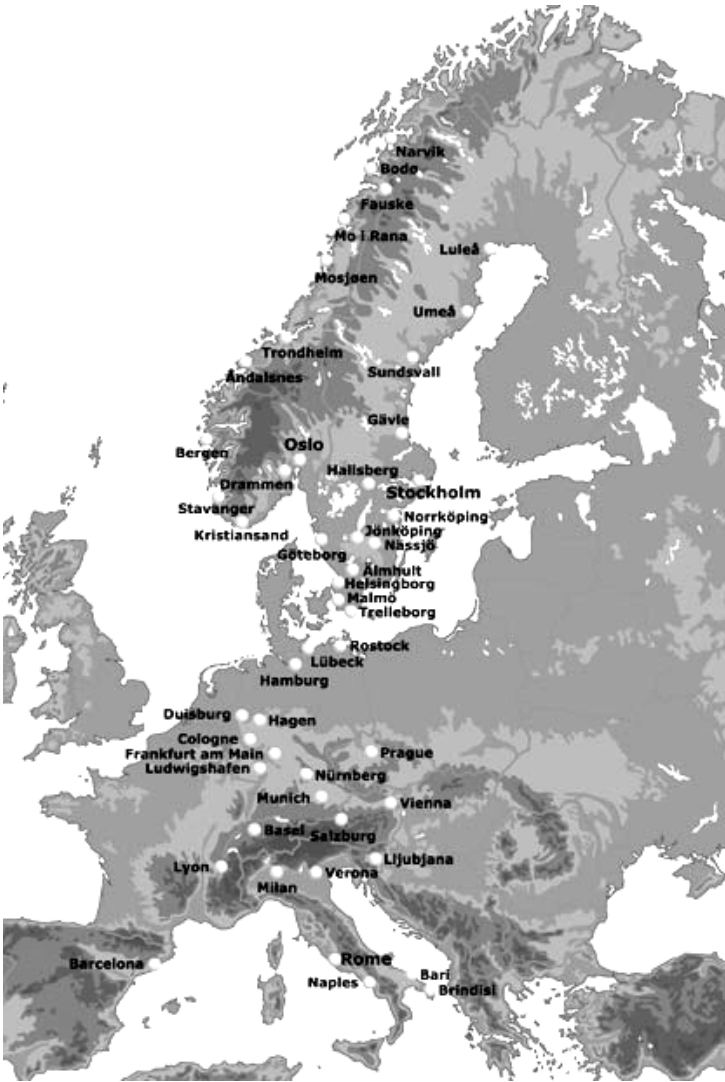 Narvik
Bodø
Fauske
Mo i Rana
Luleå
Mosjøen
Umeå
Trondheim
Åndalsnes
Sundsvall
Gävle
Oslo
Bergen
Hallsberg
Drammen
Stockholm
Stavanger
Norrköping
Kristiansand
Jönköping
Nässjö
Göteborg
Älmhult
Helsingborg
Malmö
Trelleborg
Rostock
Lübeck
Hamburg
Duisburg
Hagen
Cologne
Frankfurt am Main
Prague
Ludwigshafen
Nürnberg
Munich
Vienna
Basel
Salzburg
Ljubjana
Lyon
Milan
Verona
Rome
Barcelona
Bari
Naples
Brindisi